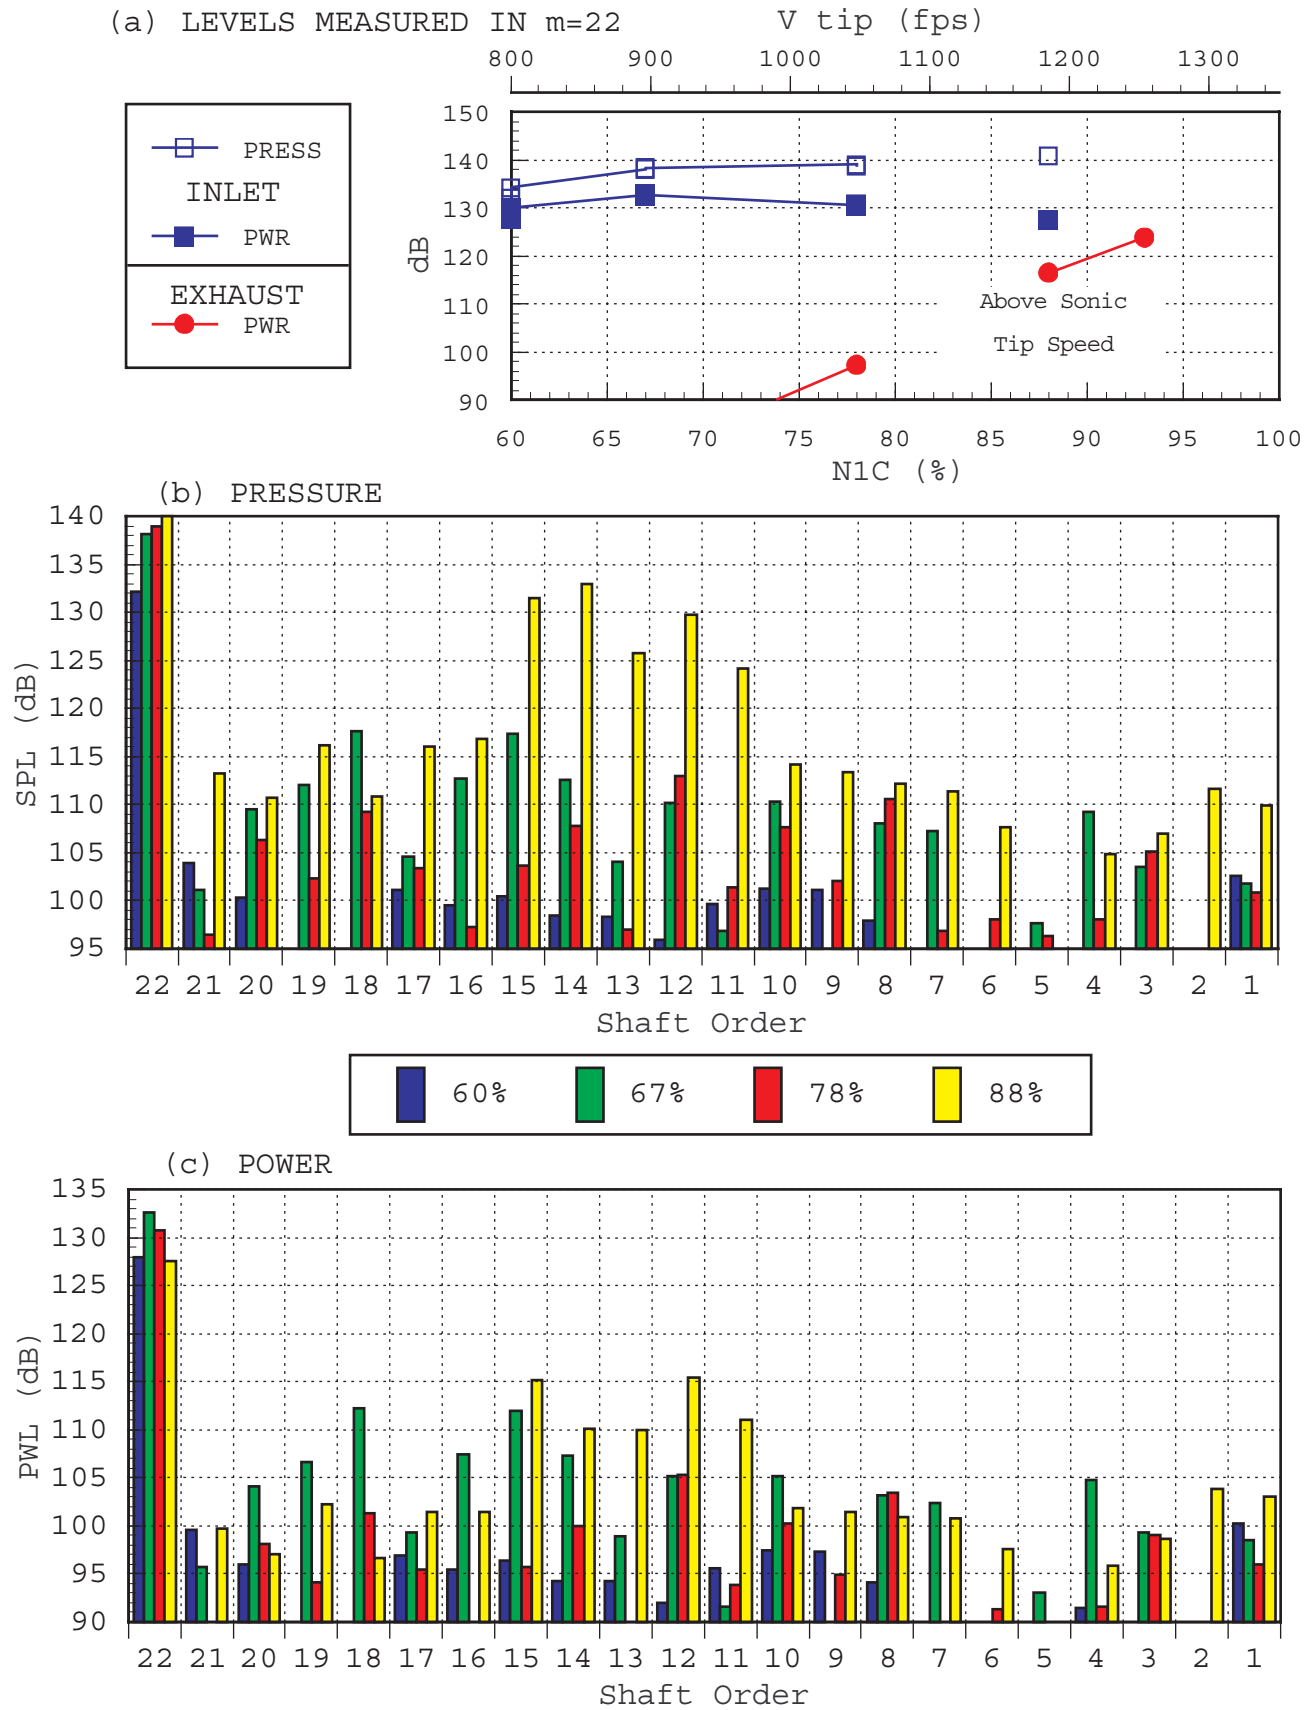 (a) LEVELS MEASURED IN m=22
V tip (fps)
800 900 1000 1100 1200 1300
PRESS
INLET
PWR
EXHAUST
PWR
dB
150
140
130
120
110
100
90
Above Sonic
Tip Speed
60 65 70 75 80 85 90 95 100
N1C (%)
(b) PRESSURE
SPL (dB)
140
135
130
125
120
115
110
105
100
95
22 21 20 19 18 17 16 15 14 13 12 11 10 9 8 7 6 5 4 3 2 1
Shaft Order
60% 67% 78% 88%
(c) POWER
PWL (dB)
135
130
125
120
115
110
105
100
95
90
22 21 20 19 18 17 16 15 14 13 12 11 10 9 8 7 6 5 4 3 2 1
Shaft Order